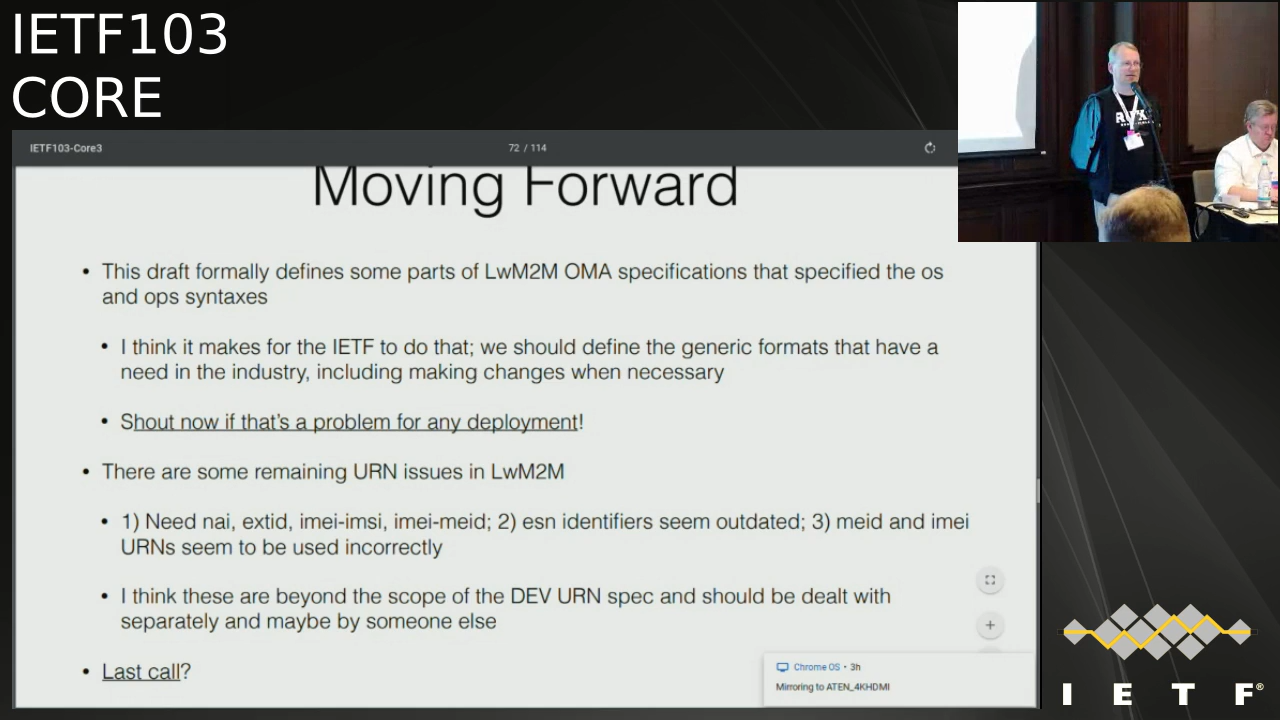 IETF103
CORE
IETF103-Core3
72 / 114
Moving Forward
• This draft formally defines some parts of LwM2M OMA specifications that specified the os
and ops syntaxes
• I think it makes for the IETF to do that; we should define the generic formats that have a
need in the industry, including making changes when necessary
• Shout now if that's a problem for any deployment!
• There are some remaining URN issues in LwM2M
• 1) Need nai, extid, imei-imsi, imei-meid; 2) esn identifiers seem outdated; 3) meid and imei
URNs seem to be used incorrectly
• I think these are beyond the scope of the DEV URN spec and should be dealt with
separately and maybe by someone else
• Last call?
Chrome OS • 3h
Mirroring to ATEN_4KHDMI
I E T F®